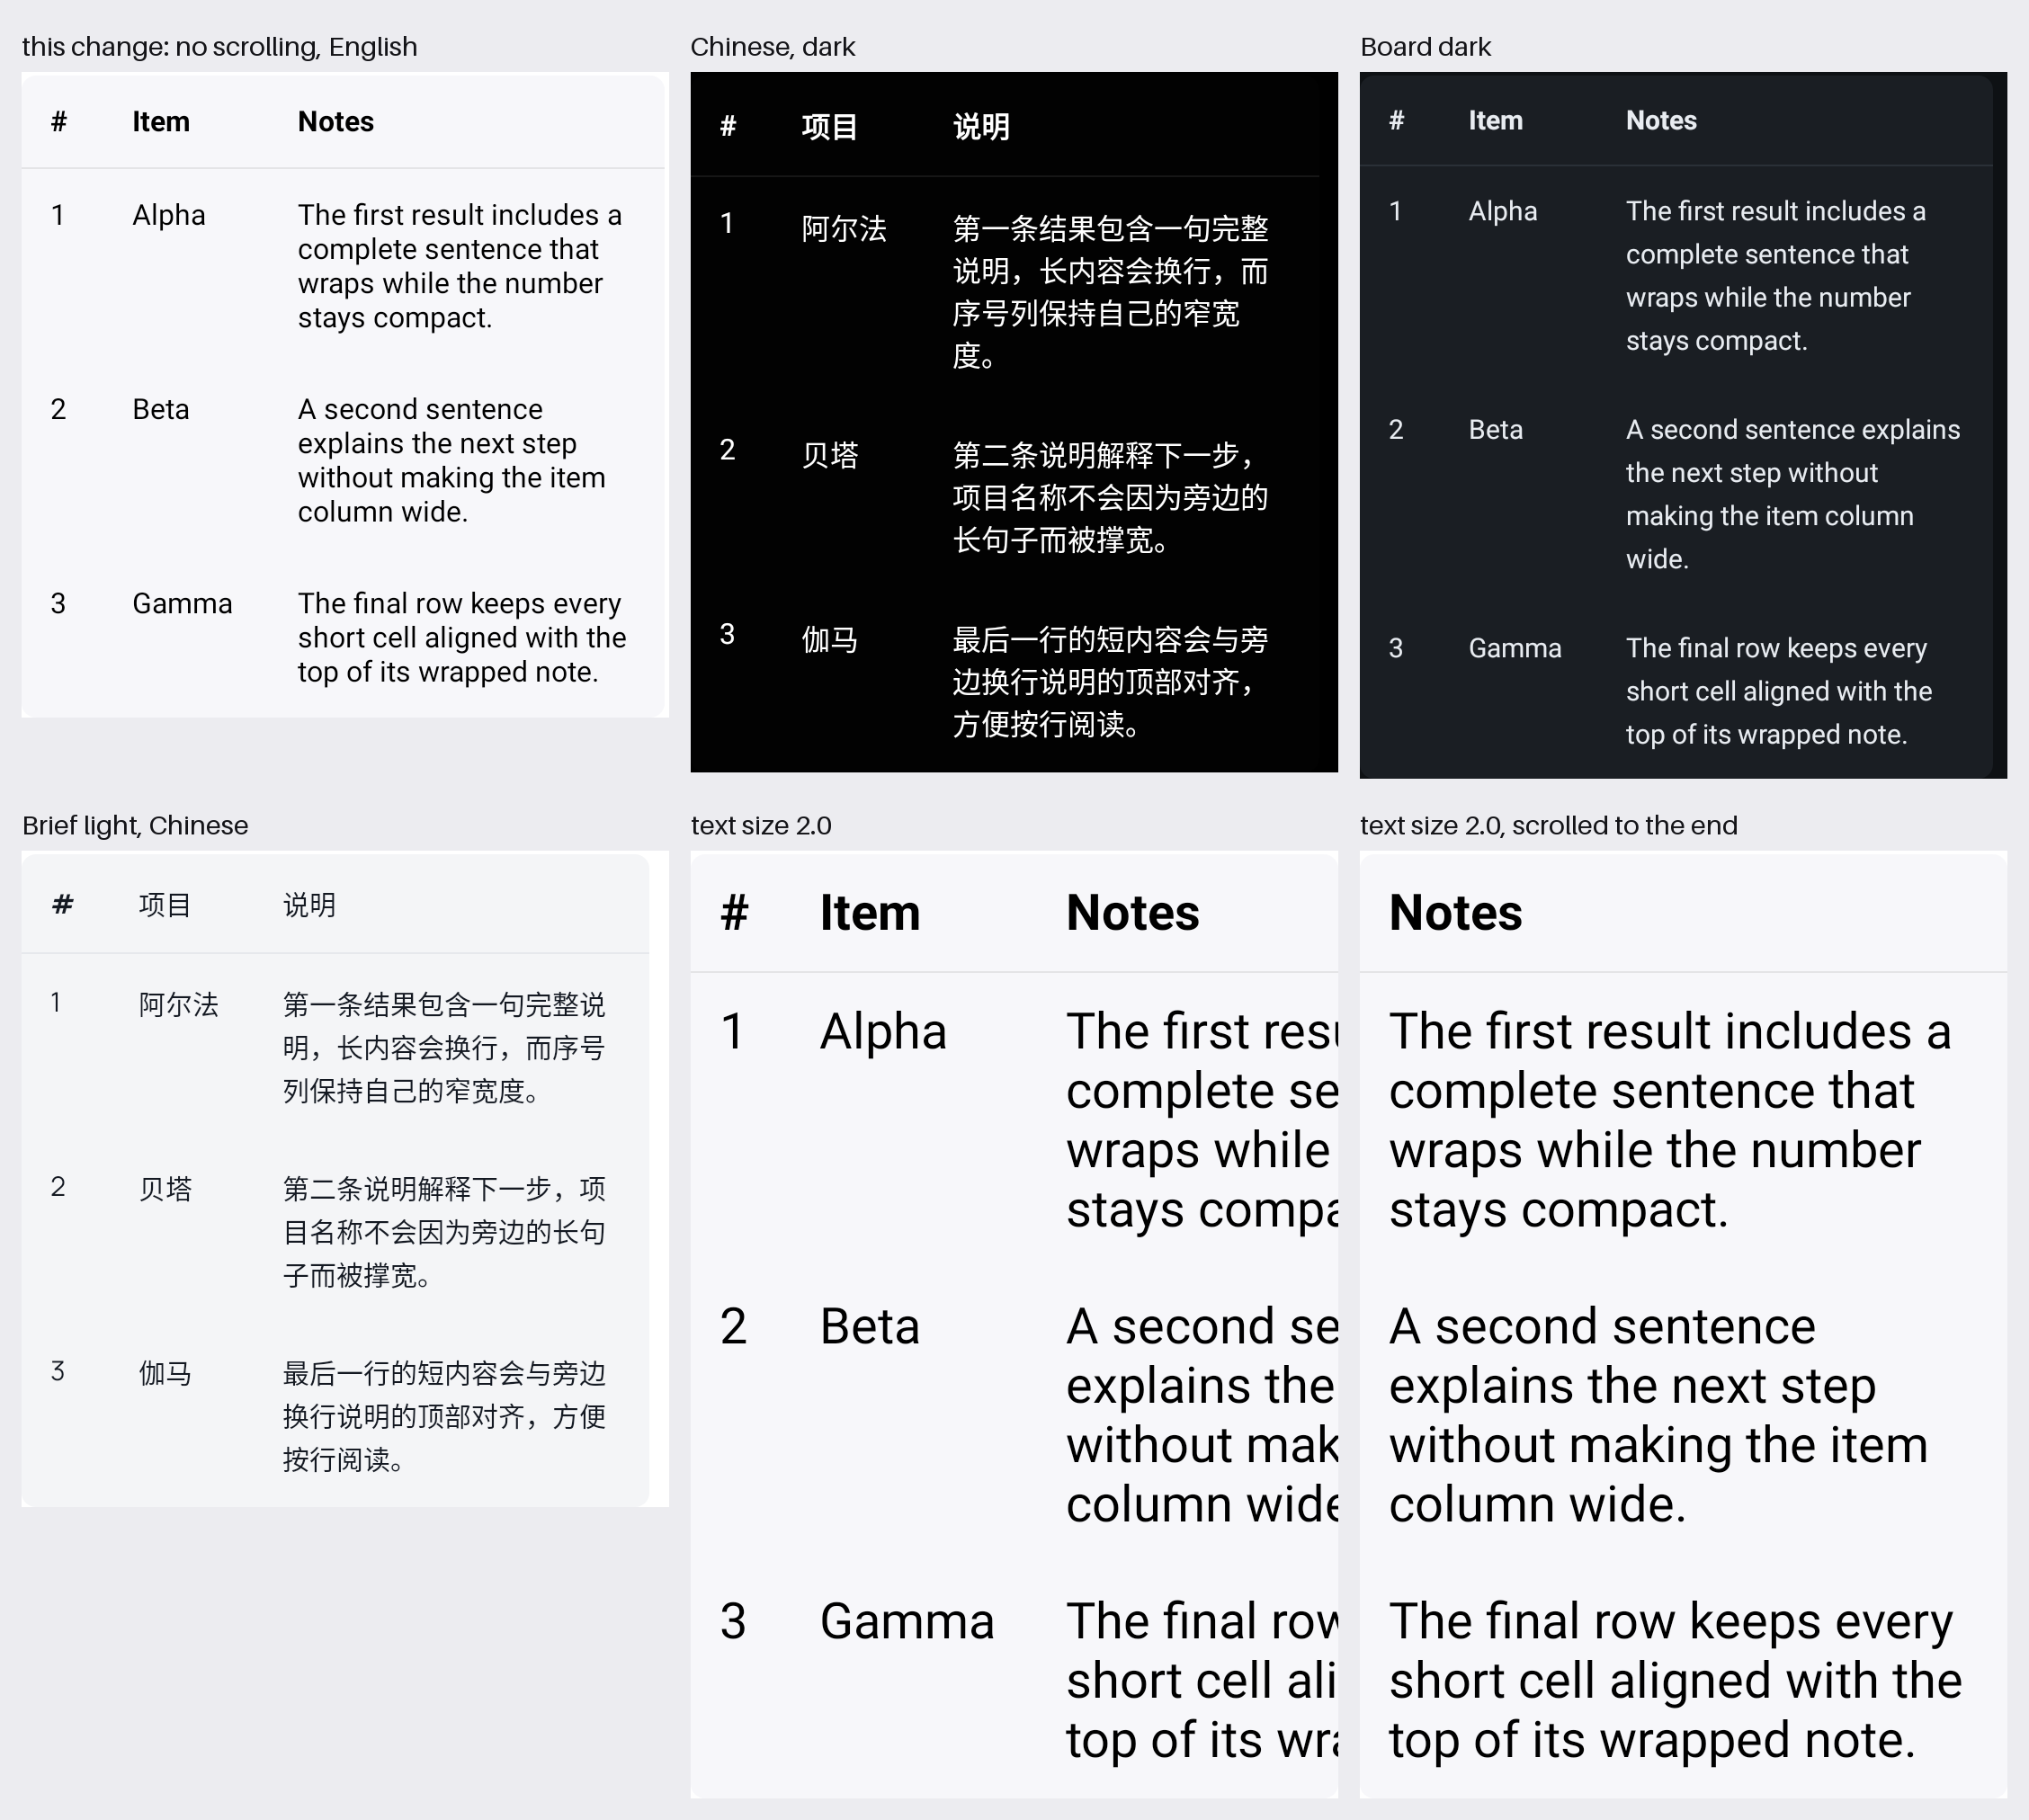 this change: no scrolling, English
# Item Notes
1 Alpha The first result includes a
complete sentence that
wraps while the number
stays compact.
2 Beta A second sentence
explains the next step
without making the item
column wide.
3 Gamma The final row keeps every
short cell aligned with the
top of its wrapped note.
Chinese, dark
# 项目 说明
1 阿尔法 第一条结果包含一句完整
说明，长内容会换行，而
序号列保持自己的窄宽
度。
2 贝塔 第二条说明解释下一步，
项目名称不会因为旁边的
长句子而被撑宽。
3 伽马 最后一行的短内容会与旁
边换行说明的顶部对齐，
方便按行阅读。
Board dark
# Item Notes
1 Alpha The first result includes a
complete sentence that
wraps while the number
stays compact.
2 Beta A second sentence explains
the next step without
making the item column
wide.
3 Gamma The final row keeps every
short cell aligned with the
top of its wrapped note.
Brief light, Chinese
# 项目 说明
1 阿尔法 第一条结果包含一句完整说
明，长内容会换行，而序号
列保持自己的窄宽度。
2 贝塔 第二条说明解释下一步，项
目名称不会因为旁边的长句
子而被撑宽。
3 伽马 最后一行的短内容会与旁边
换行说明的顶部对齐，方便
按行阅读。
text size 2.0
# Item Notes
1 Alpha The first
complete
wraps while
stays
2 Beta A second
explains the
without
column
3 Gamma The final
short cell
top of its
text size 2.0, scrolled to the end
Notes
The first result includes a
complete sentence that
wraps while the number
stays compact.
A second sentence
explains the next step
without making the item
column wide.
The final row keeps every
short cell aligned with the
top of its wrapped note.